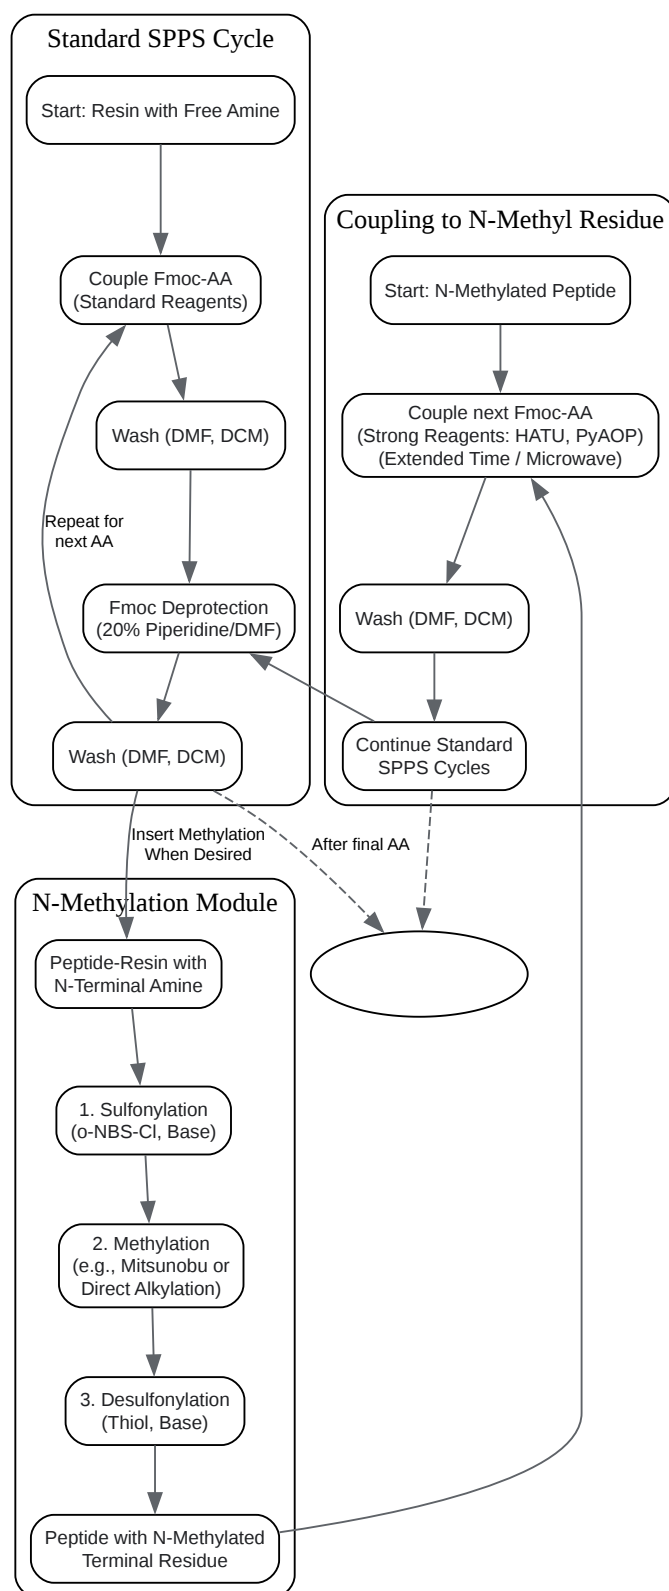 Standard SPPS Cycle
Start: Resin with Free Amine
Couple Fmoc-AA
(Standard Reagents)
Wash (DMF, DCM)
Repeat for
next AA
Fmoc Deprotection
(20% Piperidine/DMF)
Wash (DMF, DCM)
Coupling to N-Methyl Residue
Start: N-Methylated Peptide
Couple next Fmoc-AA
(Strong Reagents: HATU, PyAOP)
(Extended Time / Microwave)
Wash (DMF, DCM)
Continue Standard
SPPS Cycles
Insert Methylation
When Desired
After final AA
N-Methylation Module
Peptide-Resin with
N-Terminal Amine
1. Sulfonylation
(o-NBS-Cl, Base)
2. Methylation
(e.g., Mitsunobu or
Direct Alkylation)
3. Desulfonylation
(Thiol, Base)
Peptide with N-Methylated
Terminal Residue